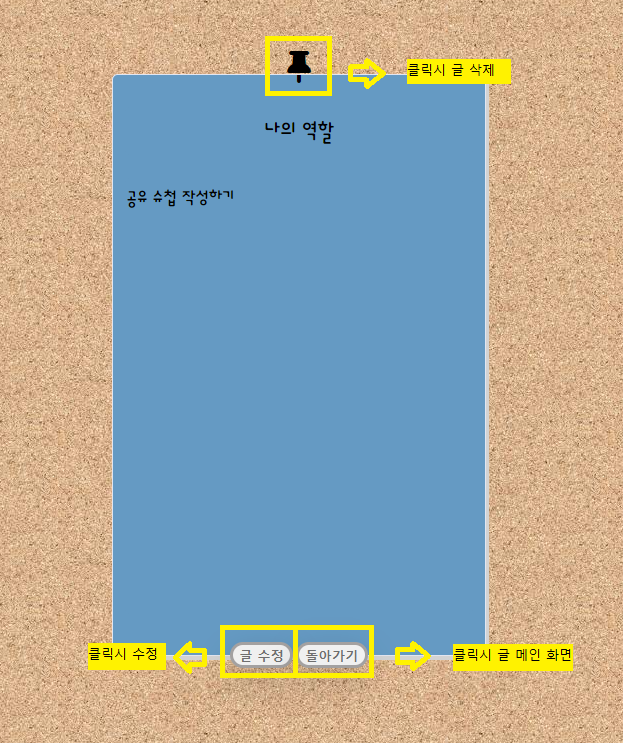 클릭시 글 삭제
나의 역할
공유 슈첩 작성하기
클릭시 수정
글 수정
돌아가기
클릭시 글 메인 화면